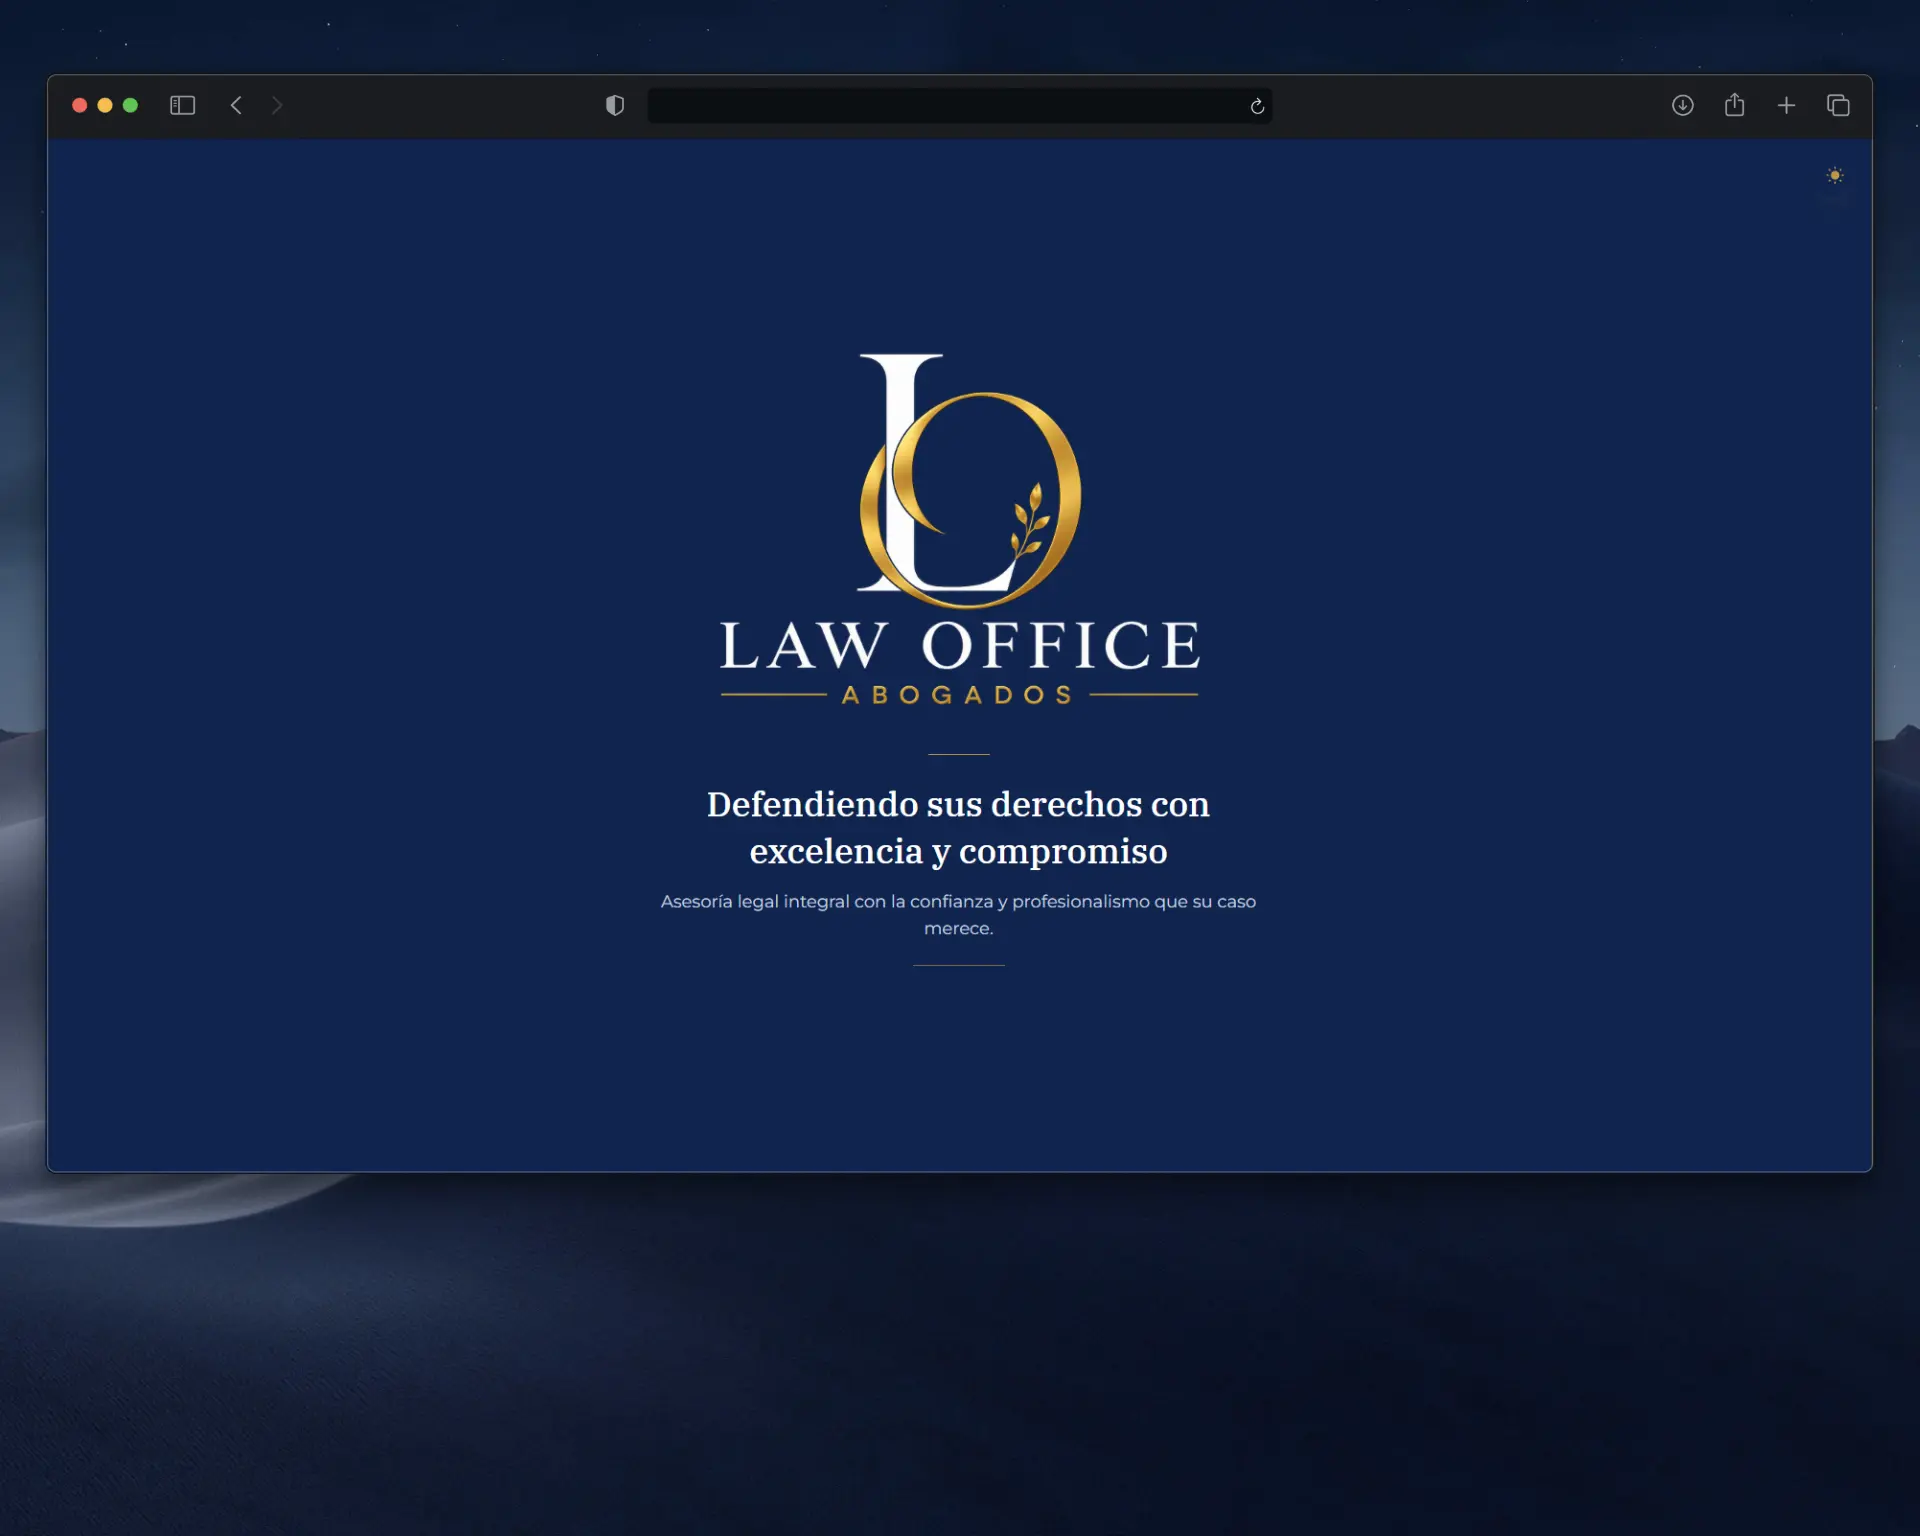 LO
LAW OFFICE
ABOGADOS
Defendiendo sus derechos con
excelencia y compromiso
Asesoría legal integral con la confianza y profesionalismo que su caso
merece.